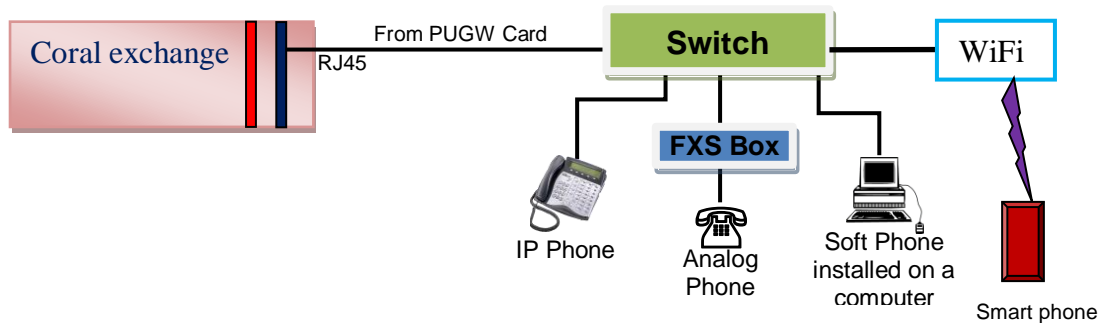 Coral exchange
From PUGW Card
RJ45
Switch
WiFi
FXS Box
IP Phone
Analog
Phone
Soft Phone
installed on a
computer
Smart phone